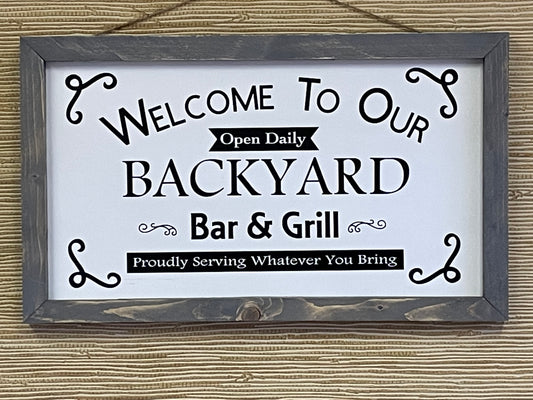 Welcome To Our
Open Daily
BACKYARD
Bar & Grill
Proudly Serving Whatever You Bring